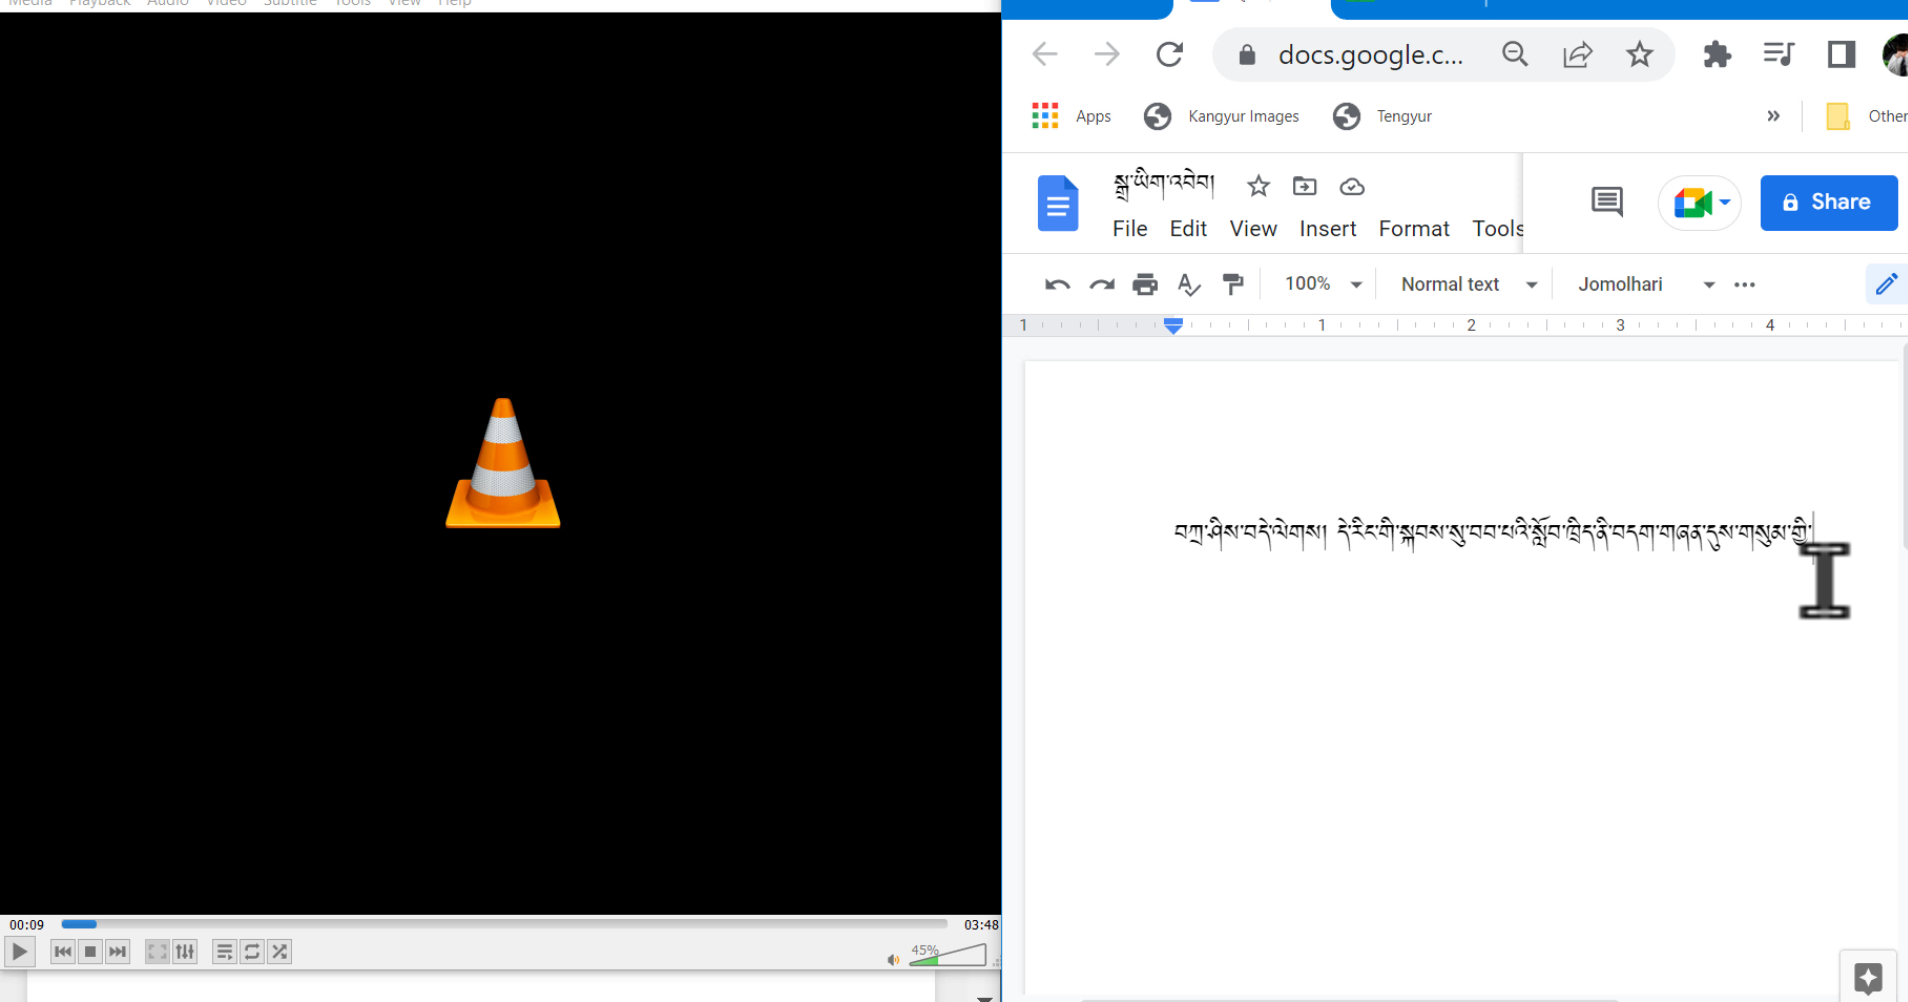 Media Playback Audio Video Subtitle Tools View Help
docs.google.c...
Apps Kangyur Images Tengyur » Other
སྒྲ་ཡིག་འབེབ།
File Edit View Insert Format Tools
Share
100% Normal text Jomolhari
1 1 2 3 4
བཀྲ་ཤིས་བདེ་ལེགས། དེ་རིང་གི་སྐབས་སུ་བབ་པའི་སློབ་ཁྲིད་ནི་བདག་གཞན་དུས་གསུམ་གྱི་
00:09 03:48
45%